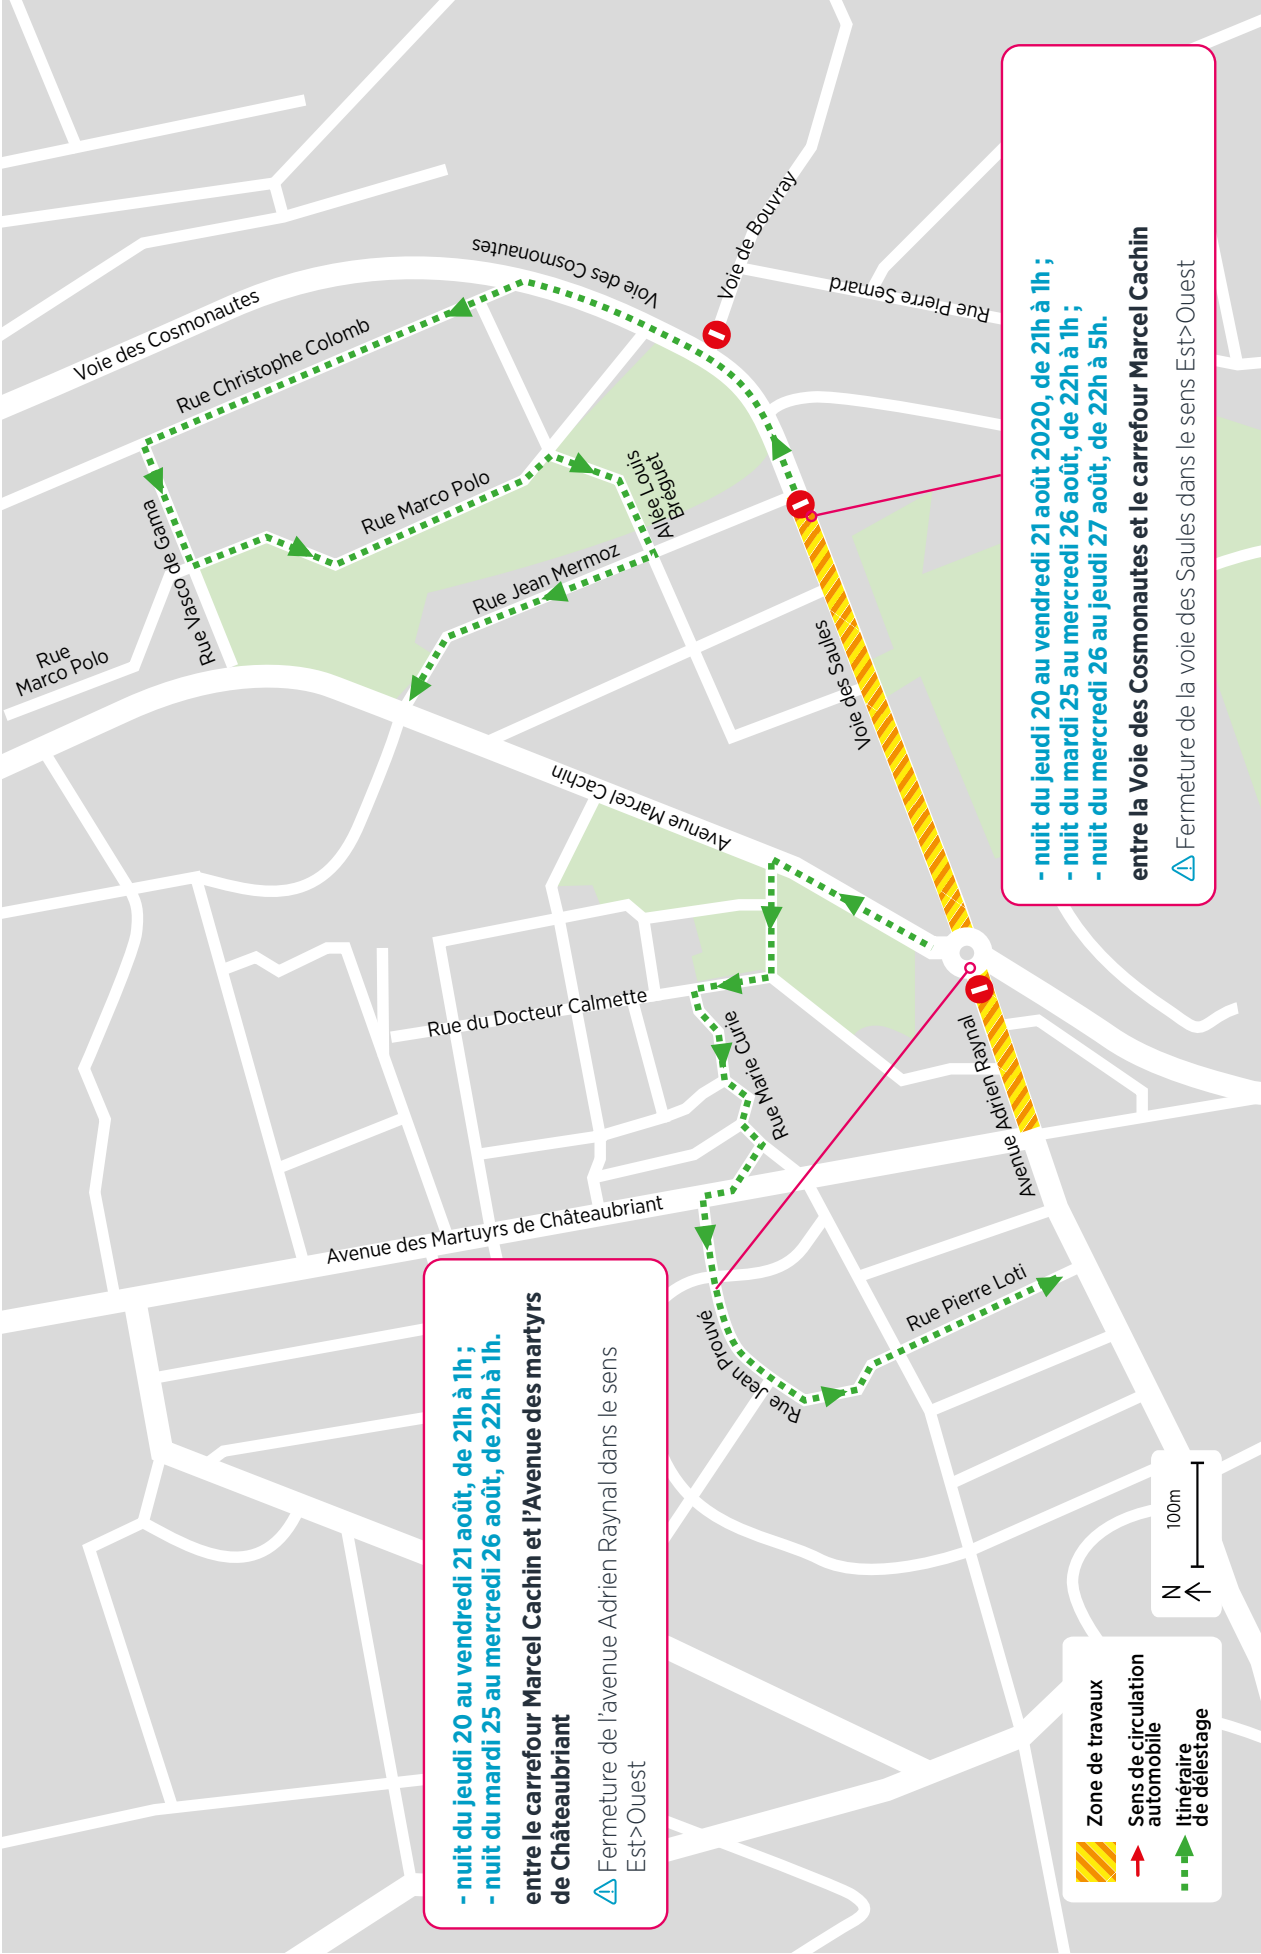 - nuit du jeudi 20 au vendredi 21 août, de 21h à 1h ;
- nuit du mardi 25 au mercredi 26 août, de 22h à 1h.
entre le carrefour Marcel Cachin et l’Avenue des martyrs
de Châteaubriant
Fermeture de l’avenue Adrien Raynal dans le sens
Est>Ouest
- nuit du jeudi 20 au vendredi 21 août 2020, de 21h à 1h ;
- nuit du mardi 25 au mercredi 26 août, de 22h à 1h ;
- nuit du mercredi 26 au jeudi 27 août, de 22h à 5h.
entre la Voie des Cosmonautes et le carrefour Marcel Cachin
Fermeture de la voie des Saules dans le sens Est>Ouest
Rue
Marco Polo
Voie des Cosmonautes
Rue Christophe Colomb
Voie des Cosmonautes
Rue Vasco de Gama
Rue Marco Polo
Allée Louis
Bréguet
Rue Jean Mermoz
Voie de Bouvray
Rue Pierre Semard
Voie des Saules
Avenue Marcel Cachin
Rue du Docteur Calmette
Rue Marie Curie
Avenue Adrien Raynal
Avenue des Martuyrs de Châteaubriant
Rue Jean Prouvé
Rue Pierre Loti
Zone de travaux
Sens de circulation
automobile
Itinéraire
de délestage
N
100m